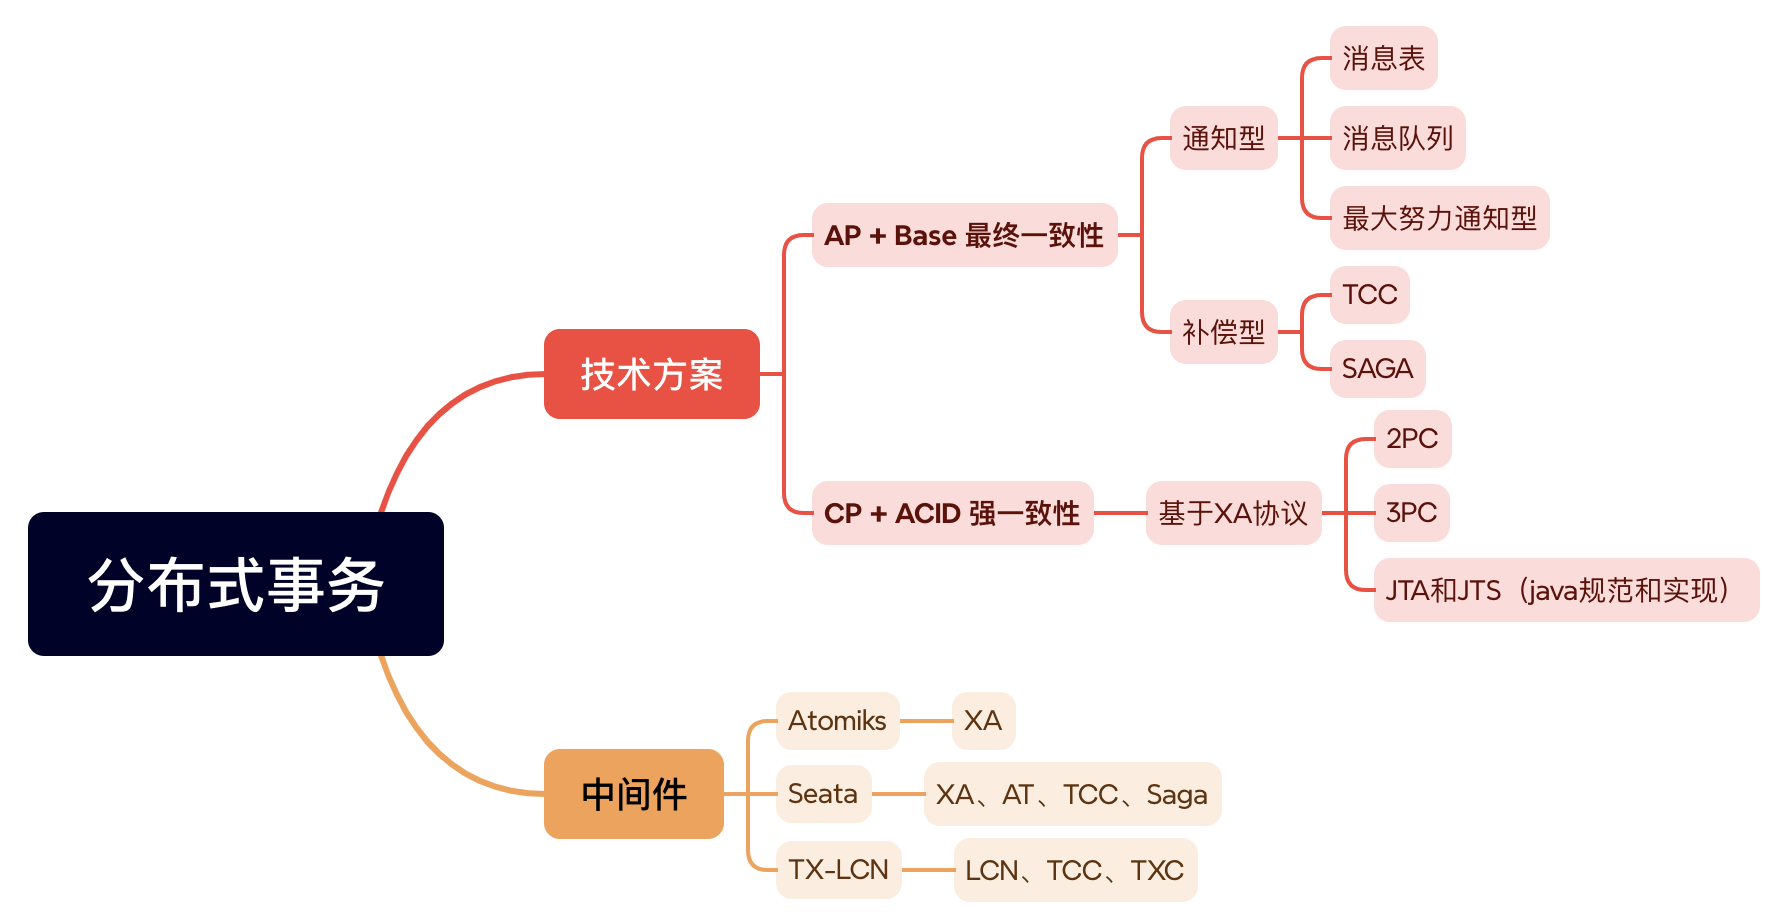 分布式事务
技术方案
AP + Base 最终一致性
通知型
消息表
消息队列
最大努力通知型
补偿型
TCC
SAGA
CP + ACID 强一致性
基于XA协议
2PC
3PC
JTA和JTS（java规范和实现）
中间件
Atomiks
XA
Seata
XA、AT、TCC、Saga
TX-LCN
LCN、TCC、TXC